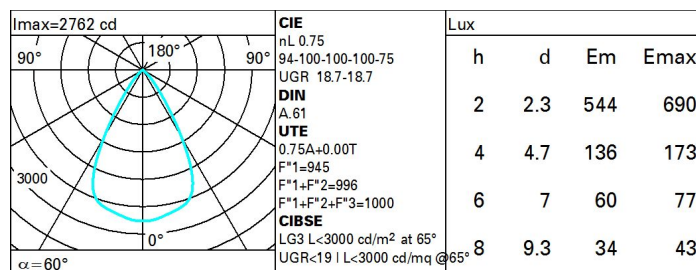 Imax=2762 cd
90°
180°
90°
3000
0°
α=60°
CIE
nL 0.75
94-100-100-100-75
UGR 18.7-18.7
DIN
A.61
UTE
0.75A+0.00T
F"1=945
F"1+F"2=996
F"1+F"2+F"3=1000
CIBSE
LG3 L<3000 cd/m² at 65°
UGR<19 | L<3000 cd/mq @65°
Lux
h d Em Emax
2 2.3 544 690
4 4.7 136 173
6 7 60 77
8 9.3 34 43